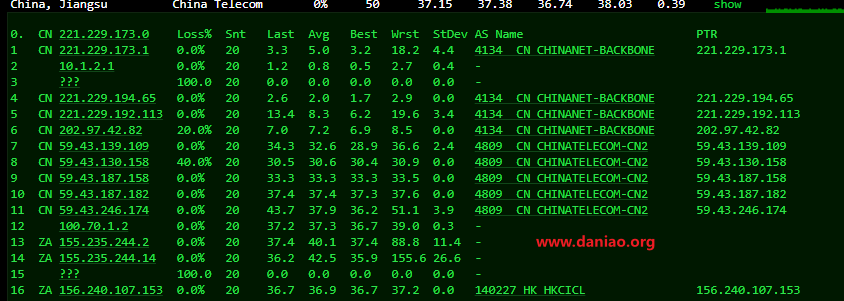 China, Jiangsu China Telecom 0% 50 37.15 37.38 36.74 38.03 0.39 show
0. CN 221.229.173.0 Loss% Snt Last Avg Best Wrst StDev AS Name PTR
1 CN 221.229.173.1 0.0% 20 3.3 5.0 3.2 18.2 4.4 4134 CN CHINANET-BACKBONE 221.229.173.1
2 10.1.2.1 0.0% 20 1.2 0.8 0.5 2.7 0.4 -
3 ??? 100.0 20 0.0 0.0 0.0 0.0 0.0 -
4 CN 221.229.194.65 0.0% 20 2.6 2.0 1.7 2.9 0.0 4134 CN CHINANET-BACKBONE 221.229.194.65
5 CN 221.229.192.113 0.0% 20 13.4 8.3 6.2 19.6 3.4 4134 CN CHINANET-BACKBONE 221.229.192.113
6 CN 202.97.42.82 20.0% 20 7.0 7.2 6.9 8.5 0.0 4134 CN CHINANET-BACKBONE 202.97.42.82
7 CN 59.43.139.109 0.0% 20 34.3 32.6 28.9 36.6 2.4 4809 CN CHINATELECOM-CN2 59.43.139.109
8 CN 59.43.130.158 40.0% 20 30.5 30.6 30.4 30.9 0.0 4809 CN CHINATELECOM-CN2 59.43.130.158
9 CN 59.43.187.158 0.0% 20 33.3 33.3 33.3 33.5 0.0 4809 CN CHINATELECOM-CN2 59.43.187.158
10 CN 59.43.187.182 0.0% 20 37.4 37.4 37.3 37.6 0.0 4809 CN CHINATELECOM-CN2 59.43.187.182
11 CN 59.43.246.174 0.0% 20 43.7 37.9 36.2 51.1 3.9 4809 CN CHINATELECOM-CN2 59.43.246.174
12 100.70.1.2 0.0% 20 37.2 37.3 36.7 39.0 0.3 -
13 ZA 155.235.244.2 0.0% 20 37.4 40.1 37.4 88.8 11.4 -
www.daniao.org
14 ZA 155.235.244.14 0.0% 20 36.2 42.5 35.9 155.6 26.6 -
15 ??? 100.0 20 0.0 0.0 0.0 0.0 0.0 -
16 ZA 156.240.107.153 0.0% 20 36.7 36.9 36.7 37.2 0.0 140227 HK HKCICL 156.240.107.153